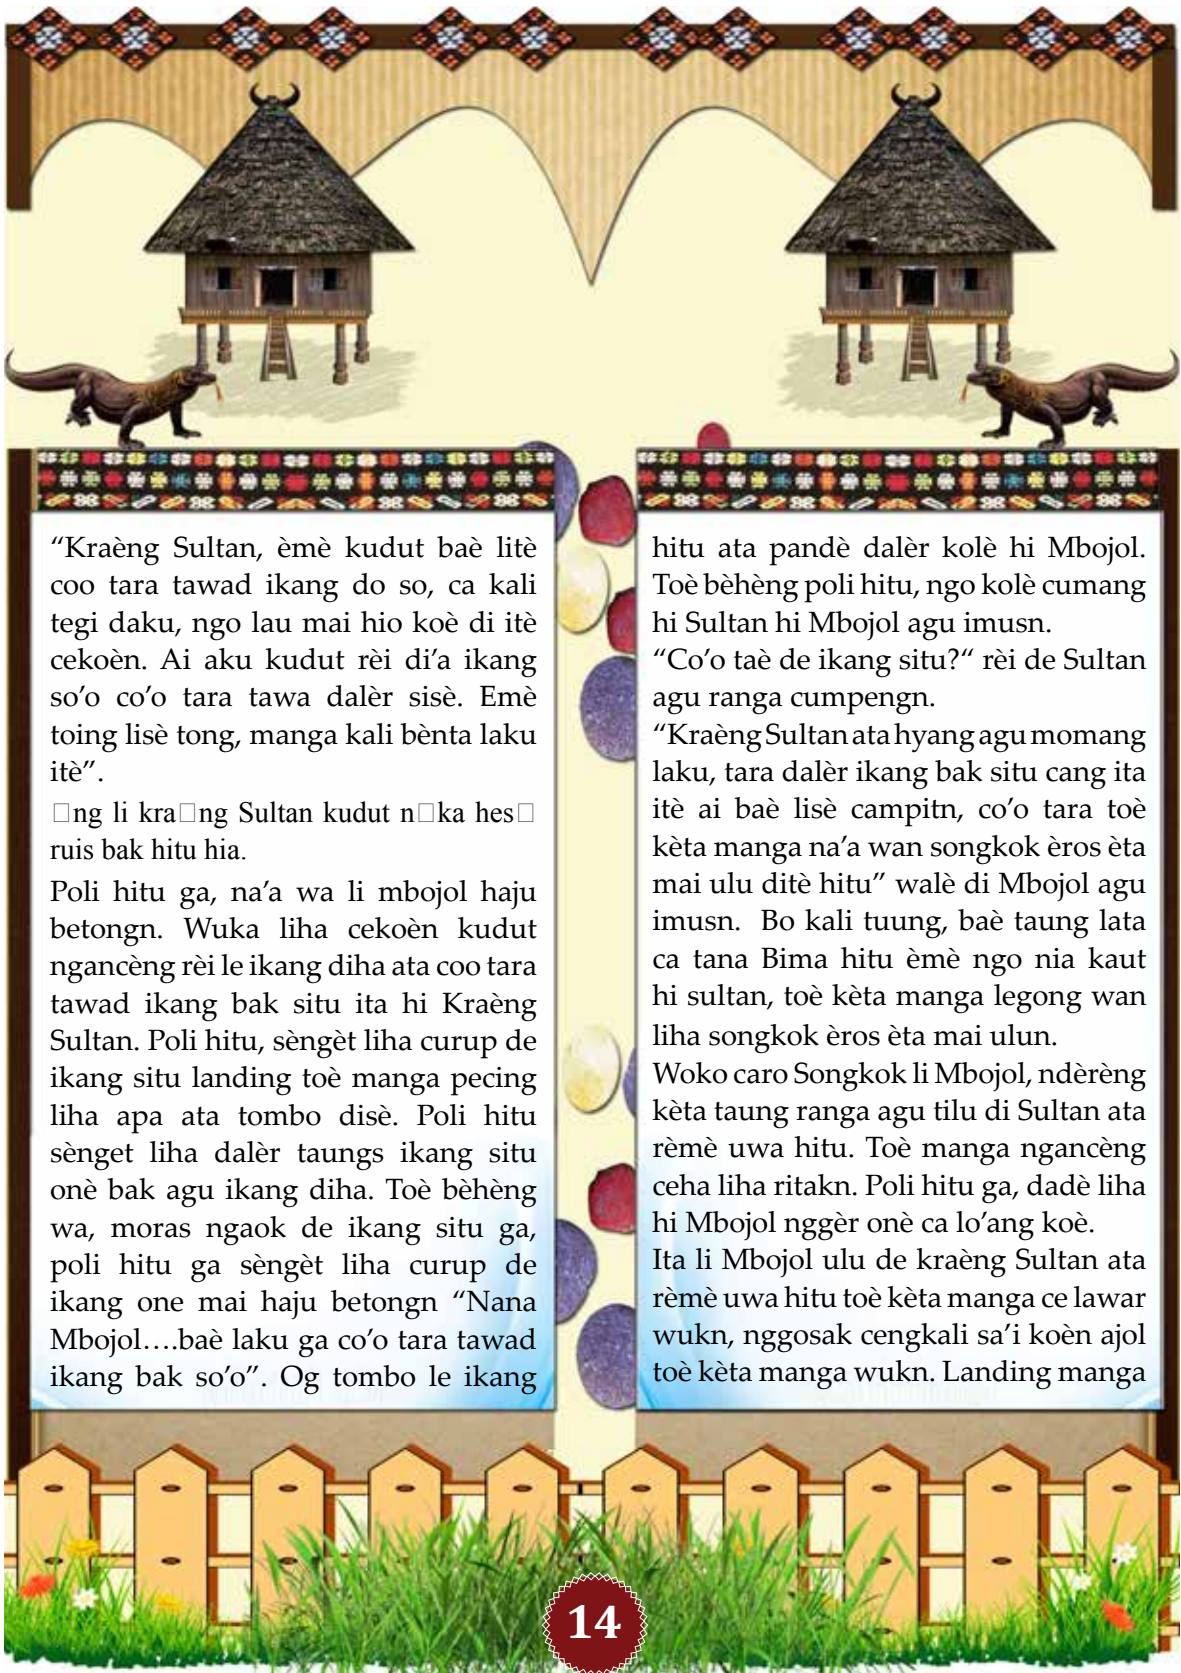 “Kraèng Sultan, èmè kudut baè litè
coo tara tawad ikang do so, ca kali
tegi daku, ngo lau mai hio koè di itè
cekoèn. Ai aku kudut rèi di’a ikang
so’o co’o tara tawa dalèr sisè. Emè
toing lisè tong, manga kali bènta laku
itè”.
□ng li kra□ng Sultan kudut n□ka hes□
ruis bak hitu hia.
Poli hitu ga, na’a wa li mbojol haju
betongn. Wuka liha cekoèn kudut
ngancèng rèi le ikang diha ata coo tara
tawad ikang bak situ ita hi Kraèng
Sultan. Poli hitu, sèngèt liha curup de
ikang situ landing toè manga pecing
liha apa ata tombo disè. Poli hitu
sènget liha dalèr taungs ikang situ
onè bak agu ikang diha. Toè bèhèng
wa, moras ngaok de ikang situ ga,
poli hitu ga sèngèt liha curup de
ikang one mai haju betongn “Nana
Mbojol….baè laku ga co’o tara tawad
ikang bak so’o”. Og tombo le ikang
hitu ata pandè dalèr kolè hi Mbojol.
Toè bèhèng poli hitu, ngo kolè cumang
hi Sultan hi Mbojol agu imusn.
“Co’o taè de ikang situ?“ rèi de Sultan
agu ranga cumpengn.
“Kraèng Sultan ata hyang agu momang
laku, tara dalèr ikang bak situ cang ita
itè ai baè lisè campitn, co’o tara toè
kèta manga na’a wan songkok èros èta
mai ulu ditè hitu” walè di Mbojol agu
imusn. Bo kali tuung, baè taung lata
ca tana Bima hitu èmè ngo nia kaut
hi sultan, toè kèta manga legong wan
liha songkok èros èta mai ulun.
Woko caro Songkok li Mbojol, ndèrèng
kèta taung ranga agu tilu di Sultan ata
rèmè uwa hitu. Toè manga ngancèng
ceha liha ritakn. Poli hitu ga, dadè liha
hi Mbojol nggèr onè ca lo’ang koè.
Ita li Mbojol ulu de kraèng Sultan ata
rèmè uwa hitu toè kèta manga ce lawar
wukn, nggosak cengkali sa’i koèn ajol
toè kèta manga wukn. Landing manga
14